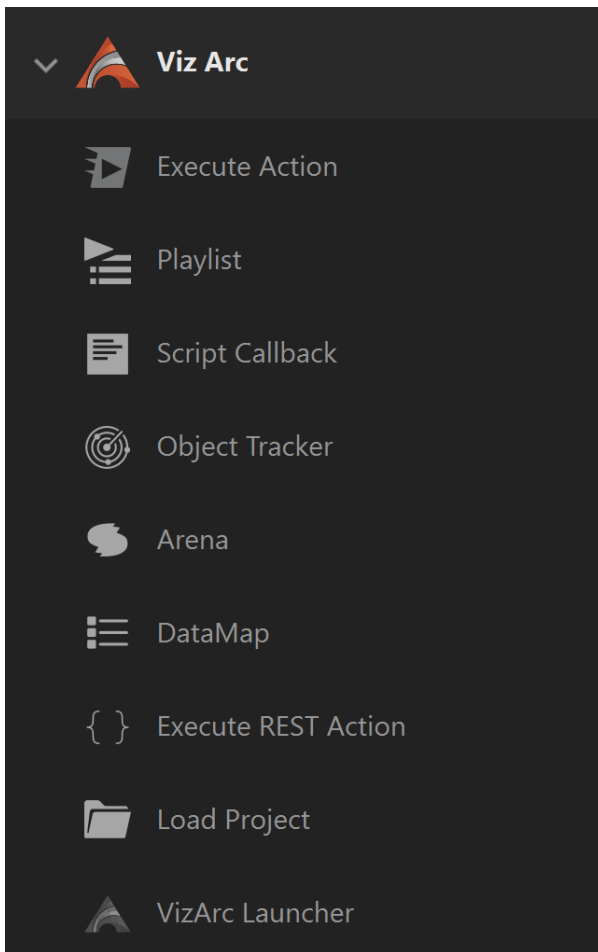 Viz Arc
Execute Action
Playlist
Script Callback
Object Tracker
Arena
DataMap
Execute REST Action
Load Project
VizArc Launcher